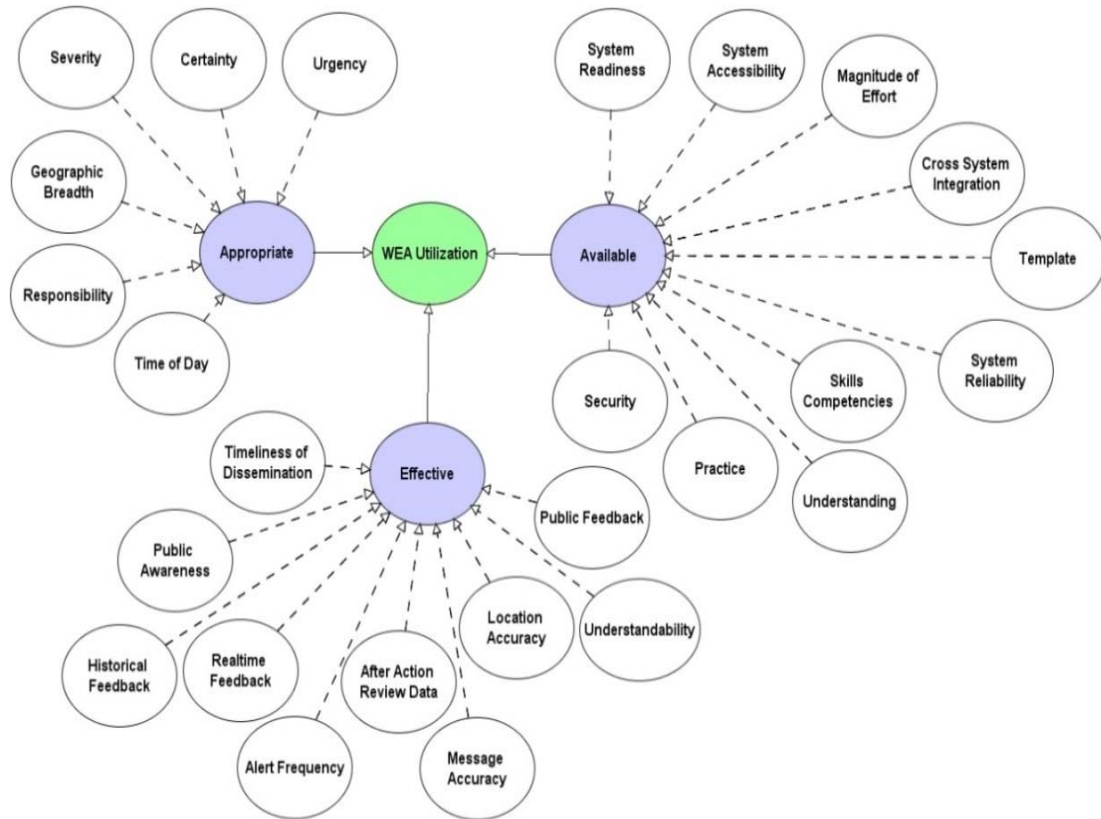 Severity
Certainty
Urgency
System
Readiness
System
Accessibility
Magnitude of
Effort
Geographic
Breadth
Cross System
Integration
Appropriate
WEA Utilization
Available
Template
Responsibility
Time of Day
System
Reliability
Security
Skills
Competencies
Timeliness of
Dissemination
Effective
Practice
Understanding
Public Feedback
Public
Awareness
Location
Accuracy
Understandability
Historical
Feedback
Realtime
Feedback
After Action
Review Data
Alert Frequency
Message
Accuracy